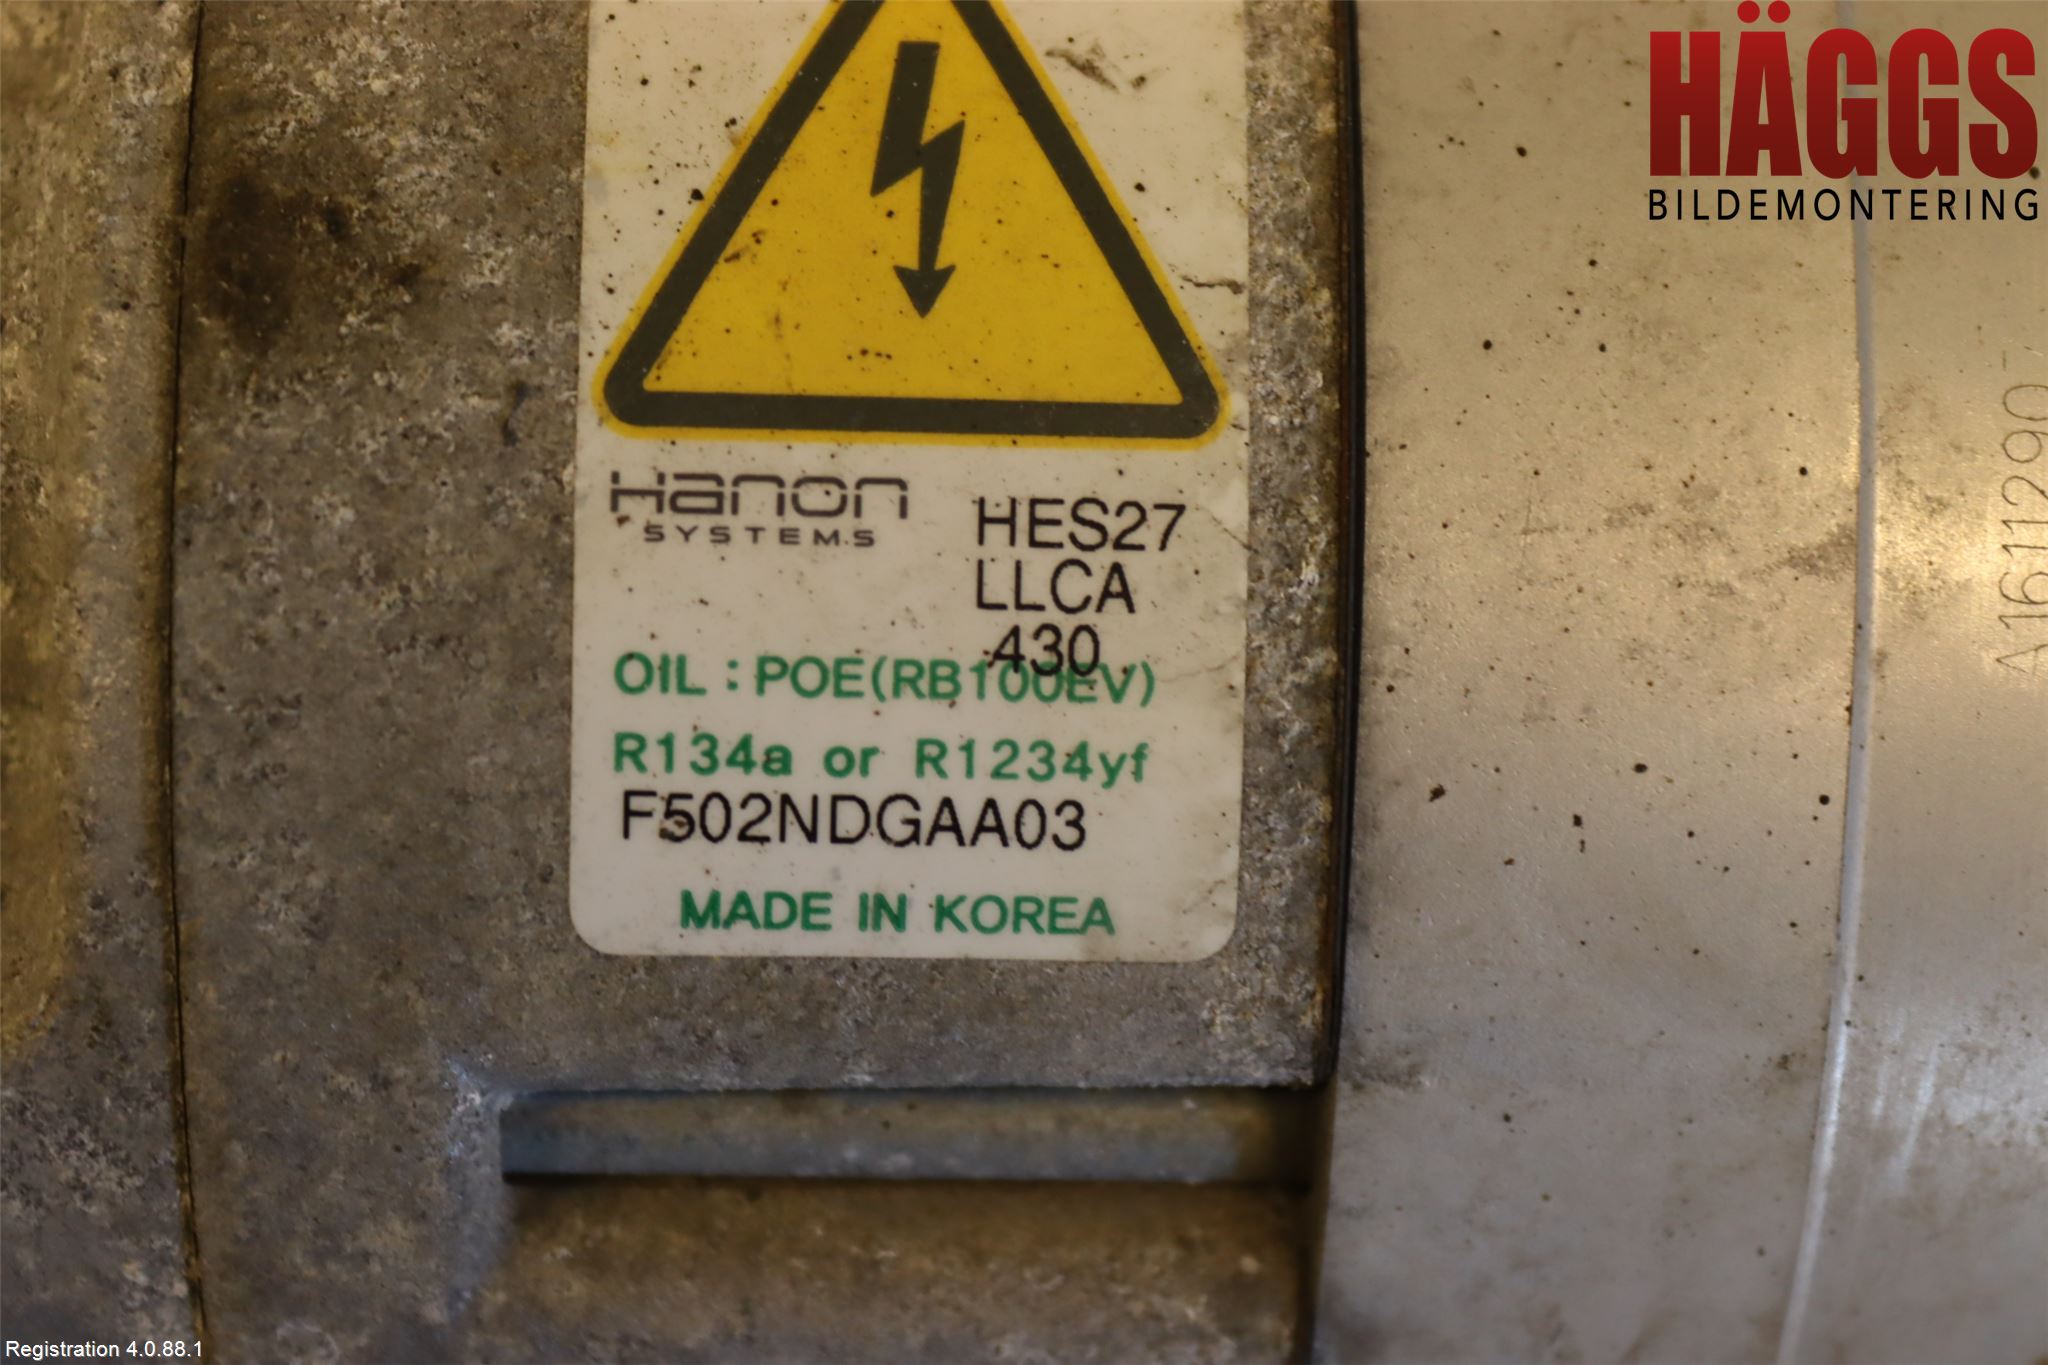 HÄGGS
BILDEMONTERING
Hanon
SYSTEMS
HES27
LLCA
430
OIL : POE(RB100EV)
R134a or R1234yf
F502NDGAA03
MADE IN KOREA
A1611290
Registration 4.0.88.1